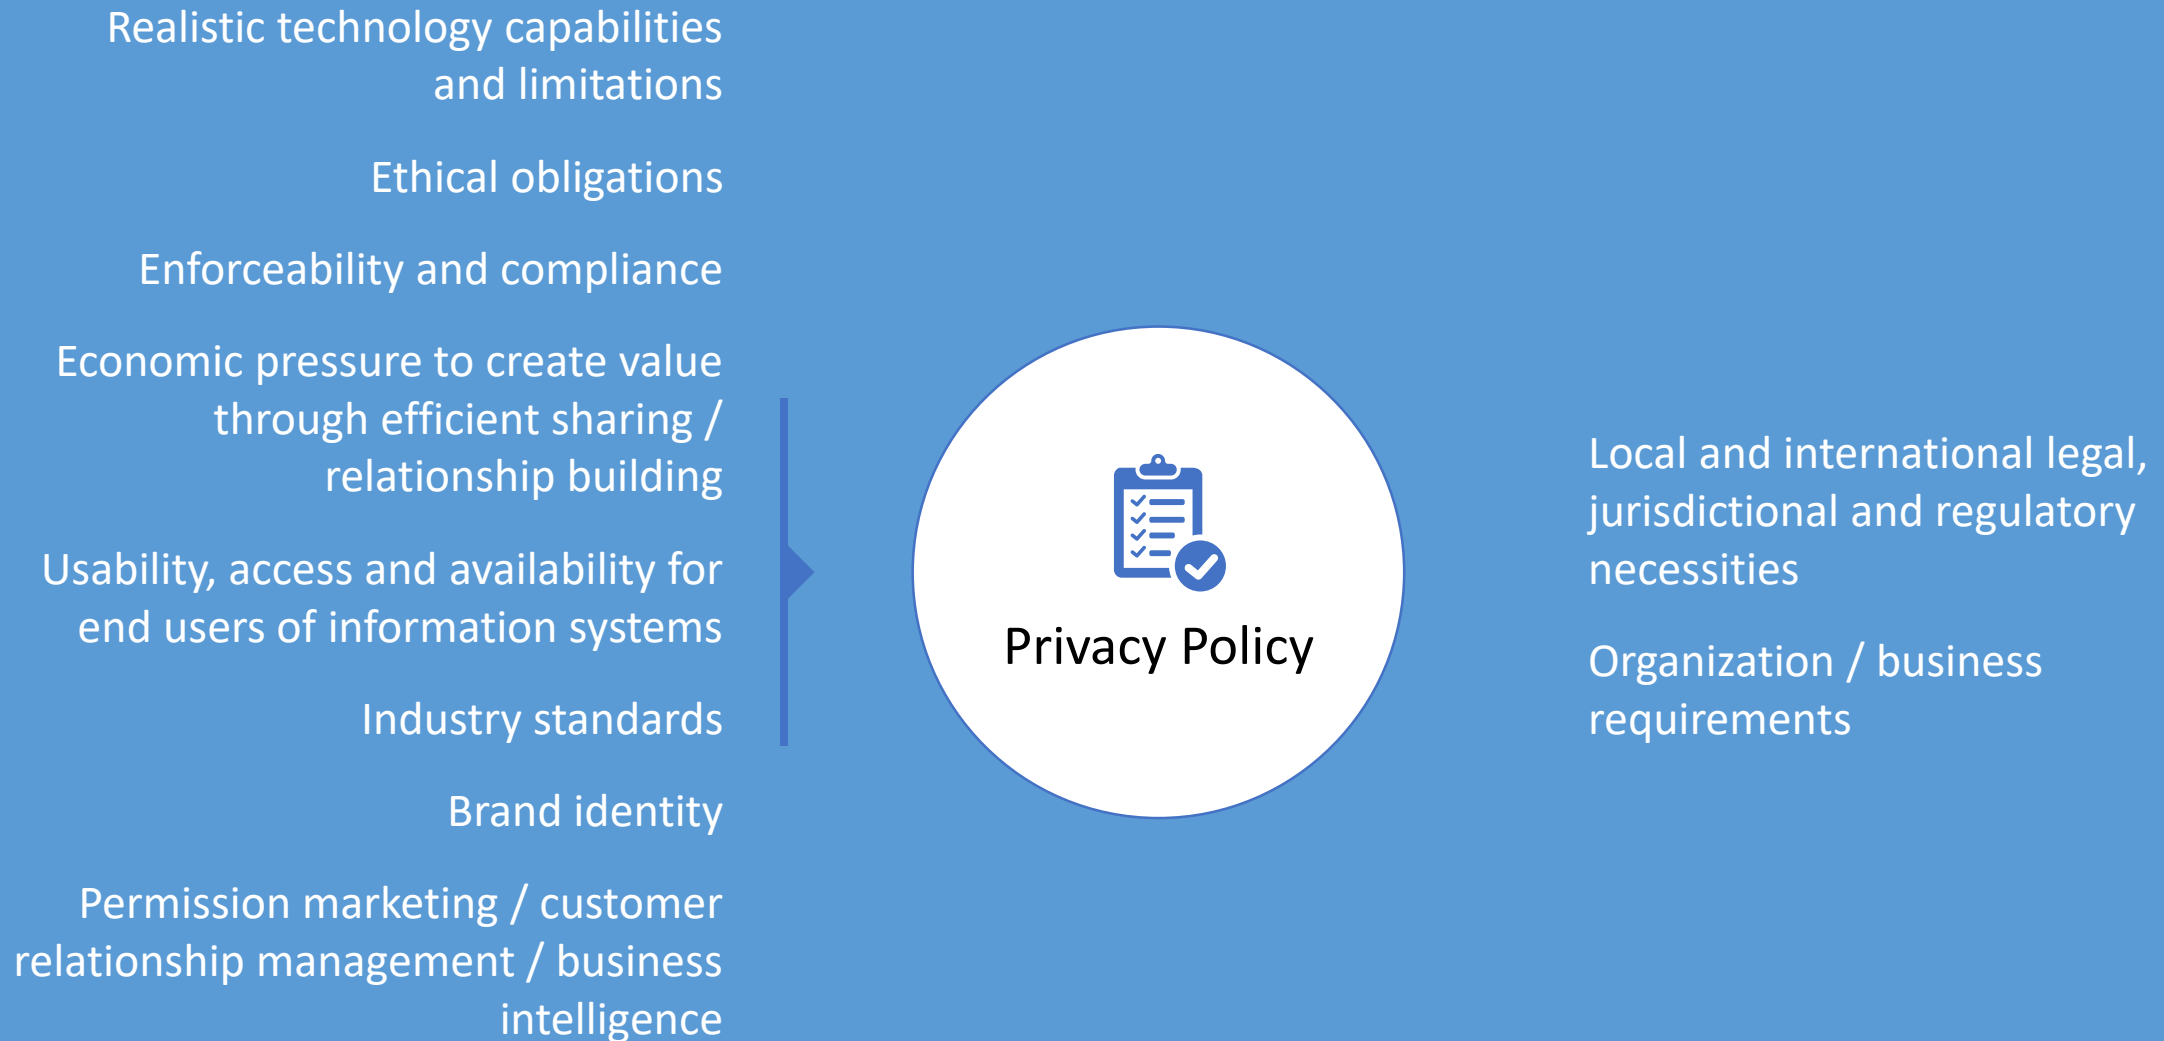 Realistic technology capabilities
and limitations
Ethical obligations
Enforceability and compliance
Economic pressure to create value
through efficient sharing /
relationship building
Usability, access and availability for
end users of information systems
Industry standards
Brand identity
Permission marketing / customer
relationship management / business
intelligence
Privacy Policy
Local and international legal,
jurisdictional and regulatory
necessities
Organization / business
requirements